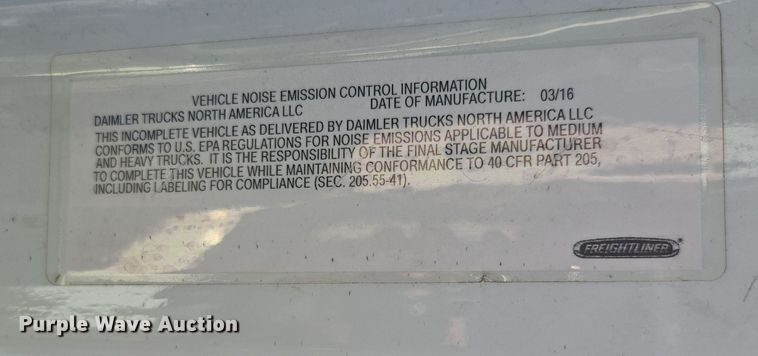 VEHICLE NOISE EMISSION CONTROL INFORMATION
DAIMLER TRUCKS NORTH AMERICA LLC DATE OF MANUFACTURE: 03/16
THIS INCOMPLETE VEHICLE AS DELIVERED BY DAIMLER TRUCKS NORTH AMERICA LLC
CONFORMS TO U.S. EPA REGULATIONS FOR NOISE EMISSIONS APPLICABLE TO MEDIUM
AND HEAVY TRUCKS. IT IS THE RESPONSIBILITY OF THE FINAL STAGE MANUFACTURER
TO COMPLETE THIS VEHICLE WHILE MAINTAINING CONFORMANCE TO 40 CFR PART 205,
INCLUDING LABELING FOR COMPLIANCE (SEC. 205.55-41).
FREIGHTLINER
Purple Wave Auction